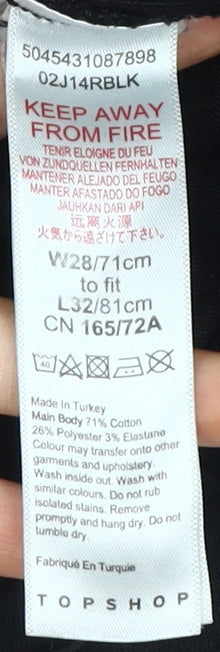 5045431087898
02J14RBLK
KEEP AWAY
FROM FIRE
TENIR ELOIGNE DU FEU
VON ZUNDQUELLEN FERNHALTEN
MANTENER ALEJADO DEL FEUGO
MANTER AFASTADO DO FOGO
JAUHKAN DARI API
远离火源
火気から遠ざけて下さい。
W28/71cm
to fit
L32/81cm
CN 165/72A
40
Made In Turkey
Main Body 71% Cotton
26% Polyester 3% Elastane
Colour may transfer onto other
garments and upholstery.
Wash inside out. Wash with
similar colours. Do not rub
isolated stains. Remove
promptly and hang dry. Do not
tumble dry.
Fabriqué En Turquie
TOPSHOP